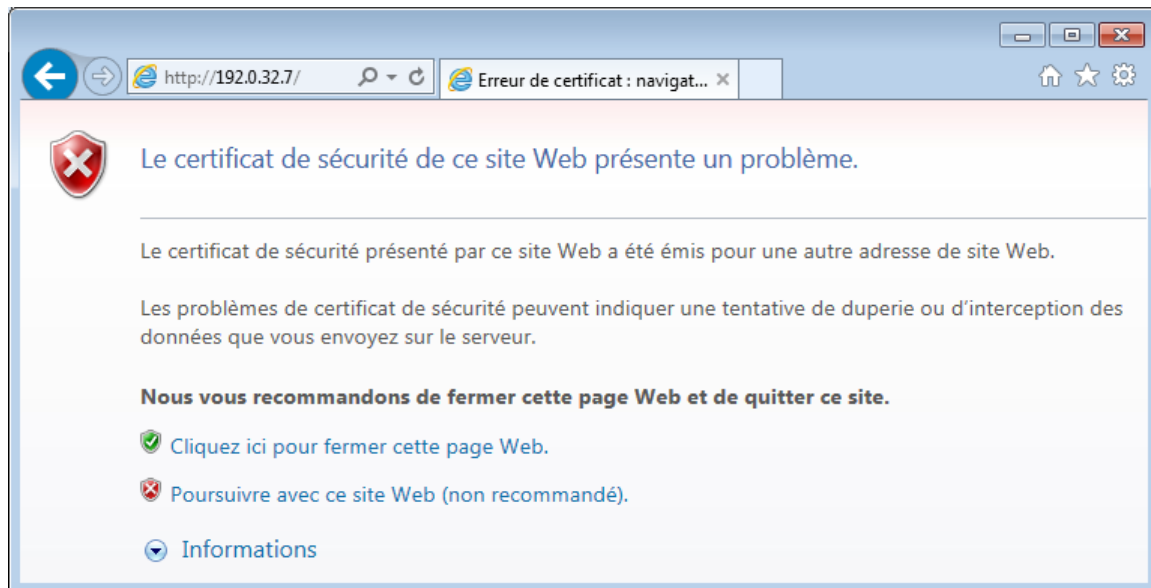 http://192.0.32.7/
Erreur de certificat : navigat...
Le certificat de sécurité de ce site Web présente un problème.
Le certificat de sécurité présenté par ce site Web a été émis pour une autre adresse de site Web.
Les problèmes de certificat de sécurité peuvent indiquer une tentative de duperie ou d’interception des
données que vous envoyez sur le serveur.
Nous vous recommandons de fermer cette page Web et de quitter ce site.
Cliquez ici pour fermer cette page Web.
Poursuivre avec ce site Web (non recommandé).
Informations